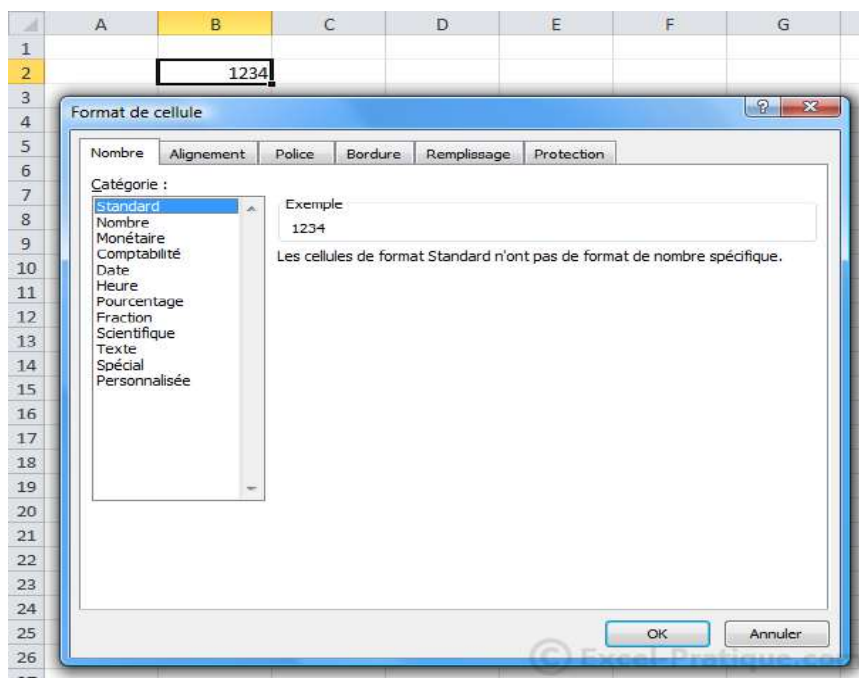 A B C D E F G
1
2 1234
3
4
5
6
7
8
9
10
11
12
13
14
15
16
17
18
19
20
21
22
23
24
25
26
Format de cellule
Nombre Alignement Police Bordure Remplissage Protection
Catégorie :
Standard
Nombre
Monétaire
Comptabilité
Date
Heure
Pourcentage
Fraction
Scientifique
Texte
Spécial
Personnalisée
Exemple
1234
Les cellules de format Standard n'ont pas de format de nombre spécifique.
OK Annuler
© Excel-Pratique.com